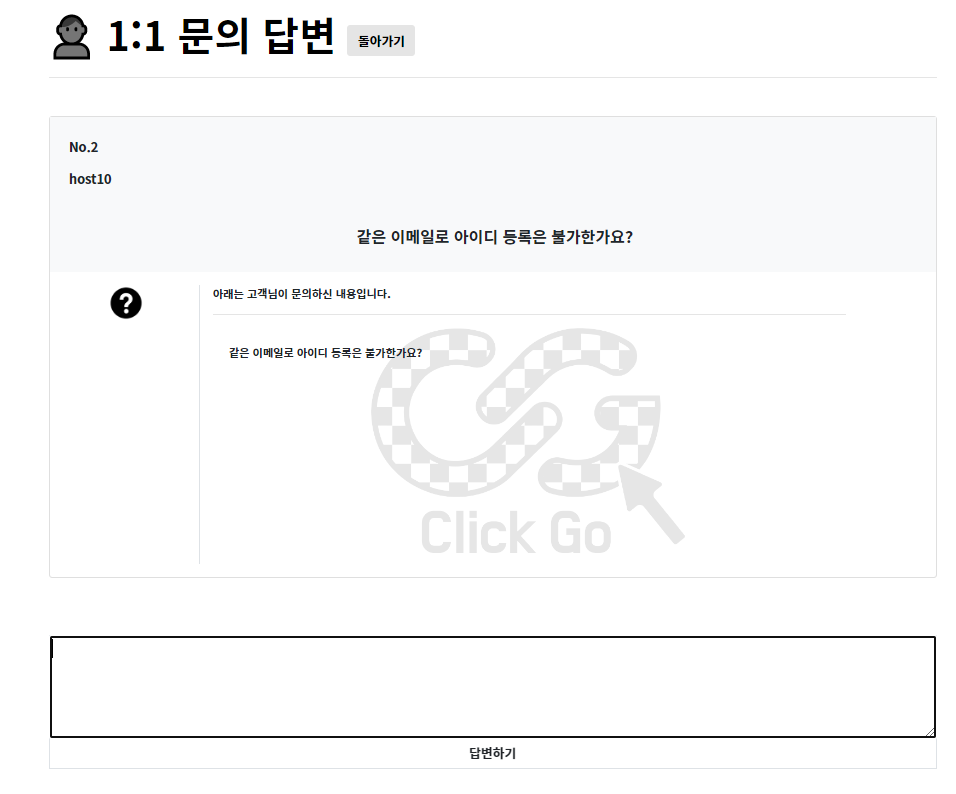 1:1 문의 답변
돌아가기
No.2
host10
같은 이메일로 아이디 등록은 불가한가요?
?
아래는 고객님이 문의하신 내용입니다.
같은 이메일로 아이디 등록은 불가한가요?
CG
Click Go
답변하기